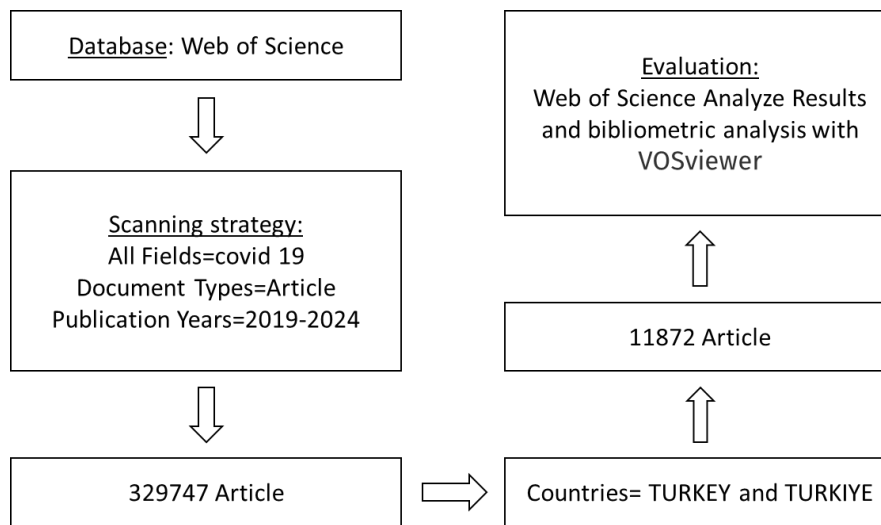 Database: Web of Science
Scanning strategy:
All Fields=covid 19
Document Types=Article
Publication Years=2019-2024
329747 Article
Countries= TURKEY and TURKIYE
11872 Article
Evaluation:
Web of Science Analyze Results
and bibliometric analysis with
VOSviewer